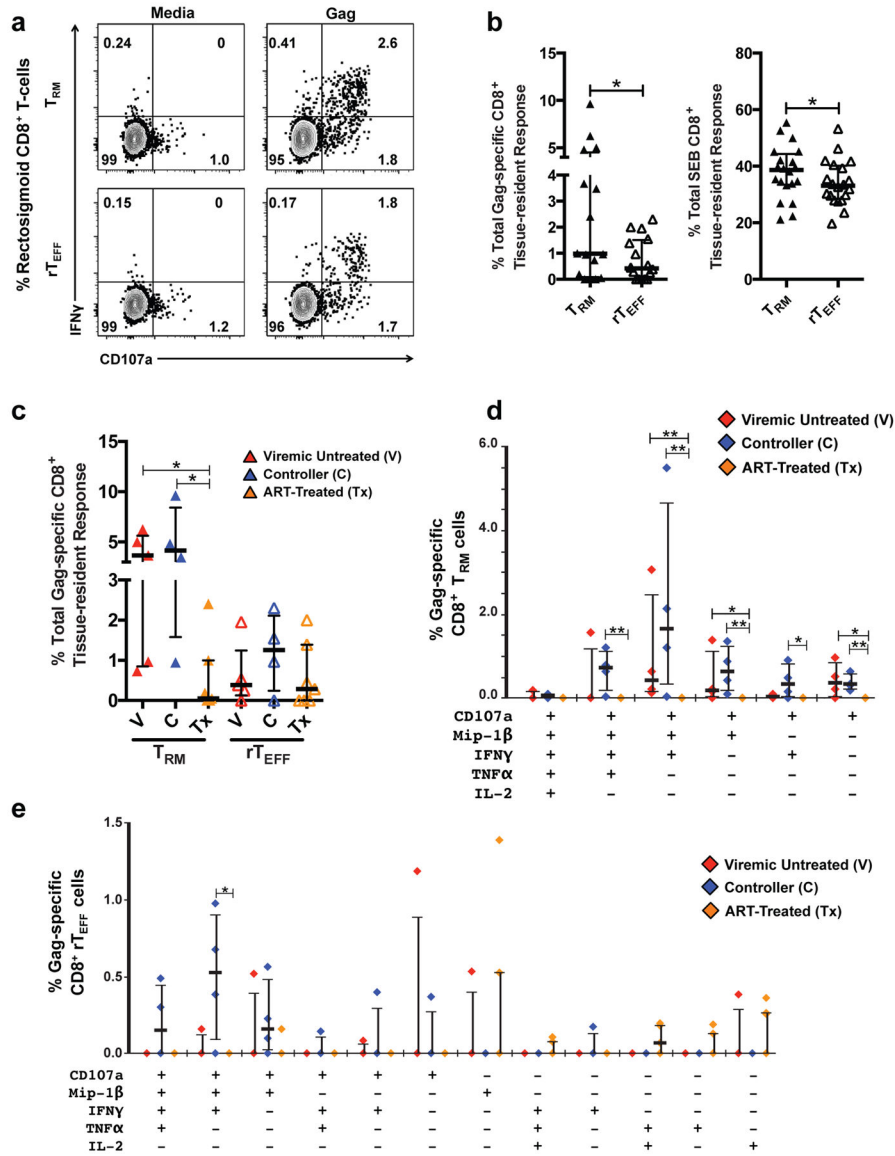 a
Media
Gag
% Rectosigmoid CD8+ T-cells
TRM
rTEFF
0.24
0
99
1.0
0.41
2.6
95
1.8
0.15
0
99
1.2
0.17
1.8
96
1.7
IFNγ
CD107a
b
% Total Gag-specific CD8+
Tissue-resident Response
15
10
5
4
3
2
1
0
*
TRM
rTEFF
% Total SEB CD8+
Tissue-resident Response
80
60
40
20
0
*
TRM
rTEFF
c
% Total Gag-specific CD8+
Tissue-resident Response
15
10
5
3
2
1
0
*
*
Viremic Untreated (V)
Controller (C)
ART-Treated (Tx)
V C Tx V C Tx
TRM rTEFF
d
Viremic Untreated (V)
Controller (C)
ART-Treated (Tx)
% Gag-specific
CD8+ TRM cells
6.0
4.0
2.0
0.0
**
**
**
*
**
*
*
**
CD107a + + + + + +
Mip-1β + + + + – –
IFNγ + + + – + –
TNFα + + – – – –
IL-2 + – – – – –
e
% Gag-specific
CD8+ rTEFF cells
1.5
1.0
0.5
0.0
*
Viremic Untreated (V)
Controller (C)
ART-Treated (Tx)
CD107a + + + + + + – – – – – –
Mip-1β + + + – – – + – – – – –
IFNγ + + – + + – – + + – – –
TNFα + – – + – – – + – + + –
IL-2 – – – – – – – + – + – +